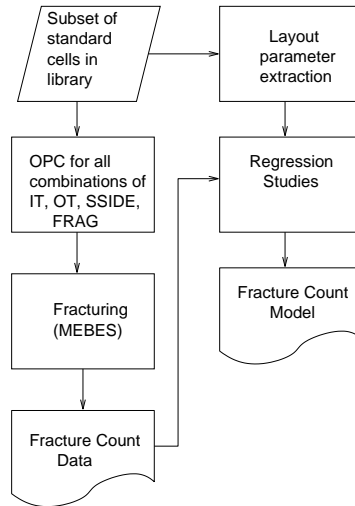 Subset of
standard
cells in
library
Layout
parameter
extraction
OPC for all
combinations of
IT, OT, SSIDE,
FRAG
Regression
Studies
Fracturing
(MEBES)
Fracture Count
Model
Fracture Count
Data